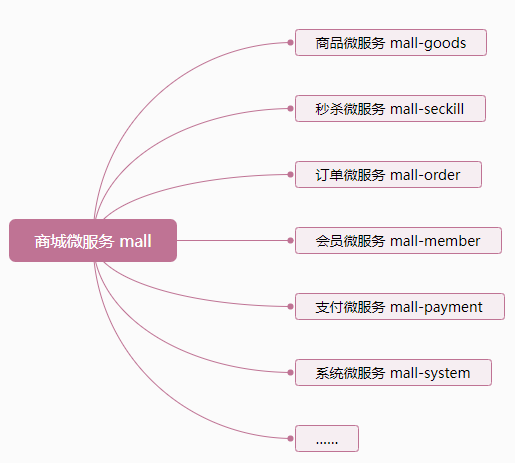 商品微服务 mall-goods
秒杀微服务 mall-seckill
订单微服务 mall-order
商城微服务 mall
会员微服务 mall-member
支付微服务 mall-payment
系统微服务 mall-system
......